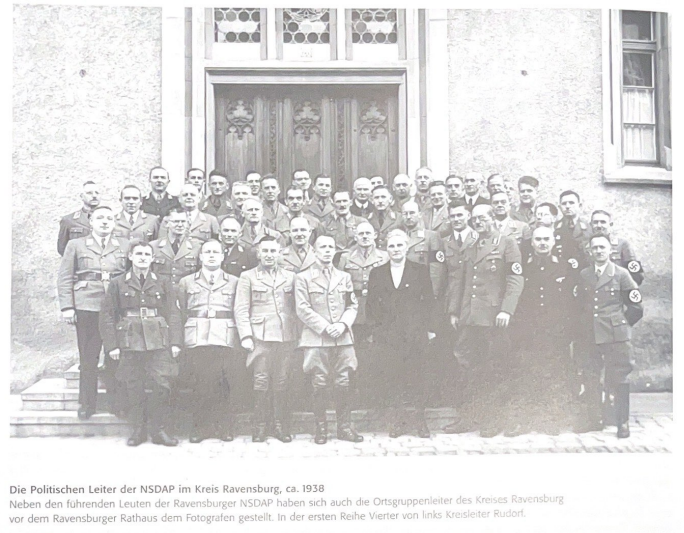 Die Politischen Leiter der NSDAP im Kreis Ravensburg, ca. 1938
Neben den führenden Leuten der Ravensburger NSDAP haben sich auch die Ortsgruppenleiter des Kreises Ravensburg
vor dem Ravensburger Rathaus dem Fotografen gestellt. In der ersten Reihe Vierter von links Kreisleiter Rudorf.